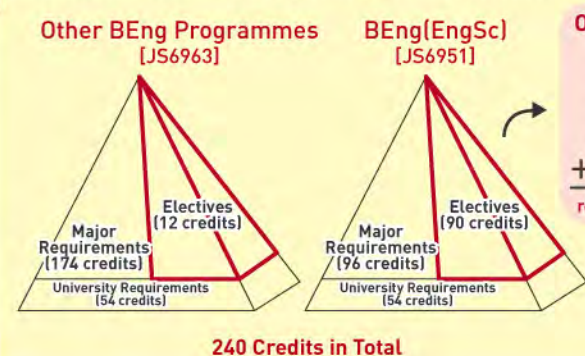 Other BEng Programmes
[JS6963]
Electives
(12 credits)
Major
Requirements
(174 credits)
University Requirements
(54 credits)
BEng(EngSc)
[JS6951]
Electives
(90 credits)
Major
Requirements
(96 credits)
University Requirements
(54 credits)
+
240 Credits in Total